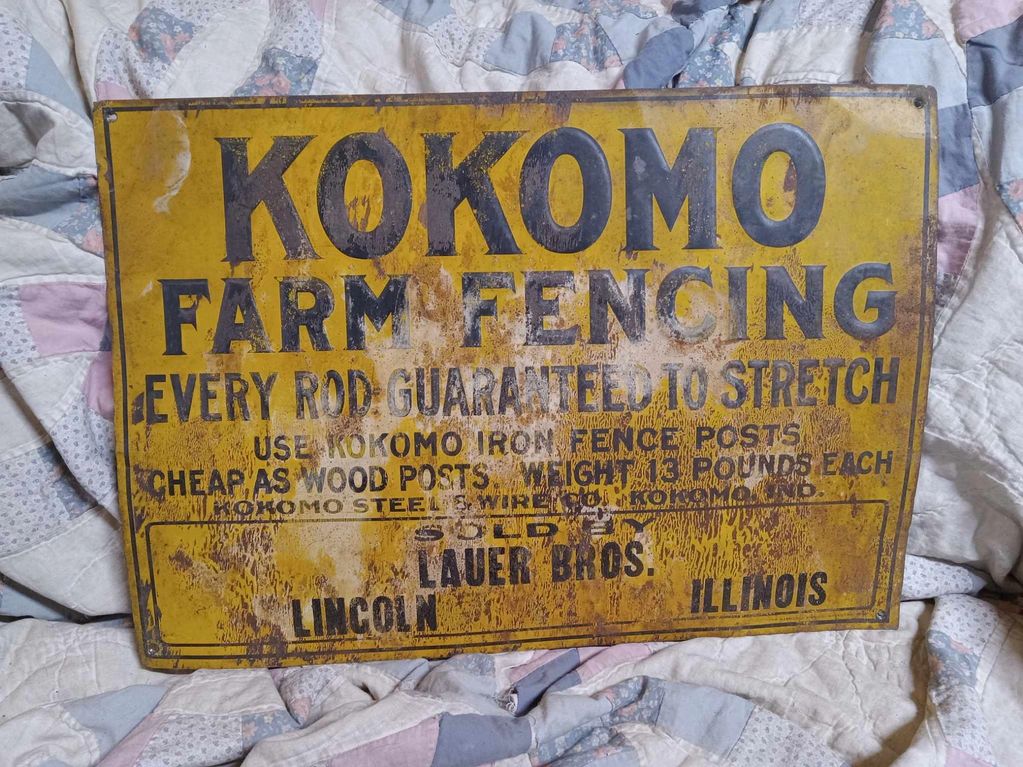 KOKOMO
FARM FENCING
EVERY ROD GUARANTEED TO STRETCH
USE KOKOMO IRON FENCE POSTS
CHEAP AS WOOD POSTS. WEIGHT 13 POUNDS EACH
KOKOMO STEEL & WIRE CO., KOKOMO, IND.
SOLD BY
LAUER BROS.
LINCOLN ILLINOIS